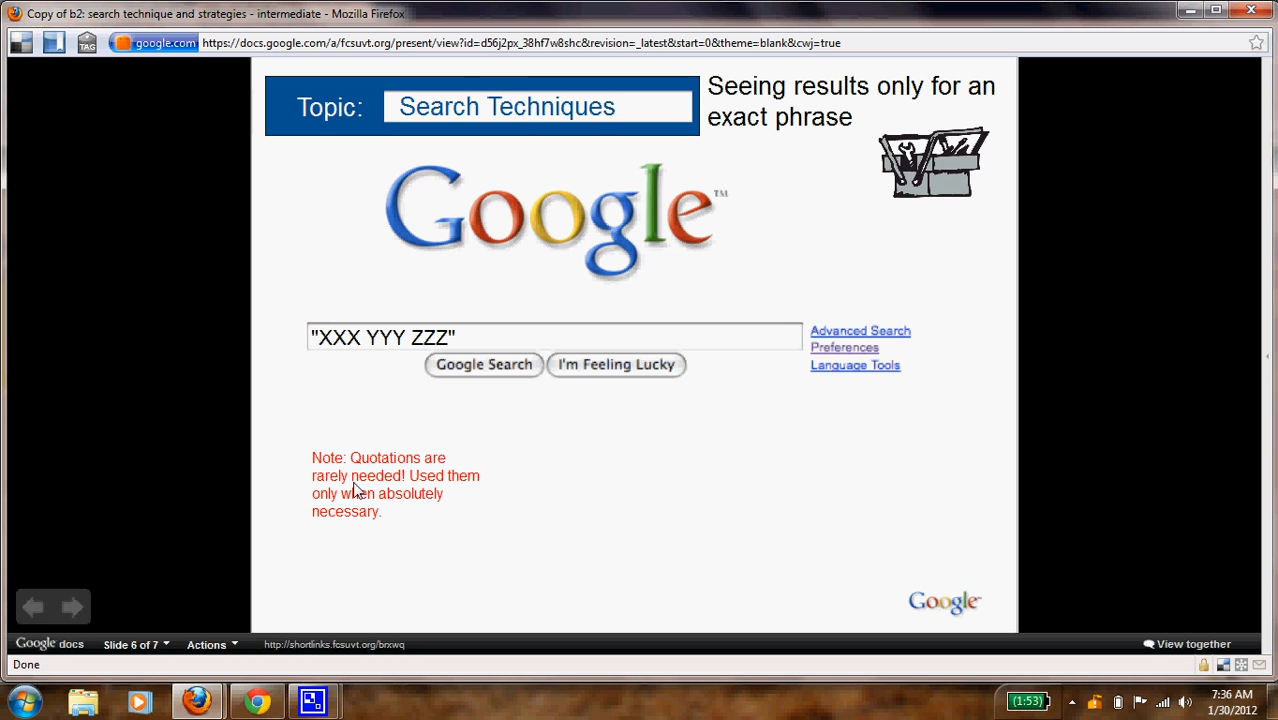 Copy of b2: search technique and strategies - intermediate - Mozilla Firefox
TAG
google.com
https://docs.google.com/a/fcsuvt.org/present/view?id=d56j2px_38hf7w8shc&revision=_latest&start=0&theme=blank&cwj=true
Topic: Search Techniques
Seeing results only for an
exact phrase
Google™
"XXX YYY ZZZ"
Advanced Search
Preferences
Language Tools
Google Search
I'm Feeling Lucky
Note: Quotations are
rarely needed! Used them
only when absolutely
necessary.
Google™
Google docs
Slide 6 of 7
Actions
http://shortlinks.fcsuvt.org/brxwq
View together
Done
(1:53)
7:36 AM
1/30/2012